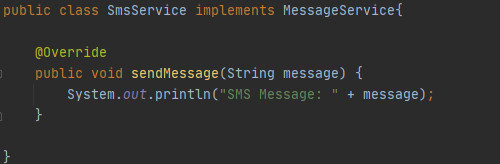 public class SmsService implements MessageService{
@Override
public void sendMessage(String message) {
System.out.println("SMS Message: " + message);
}
}